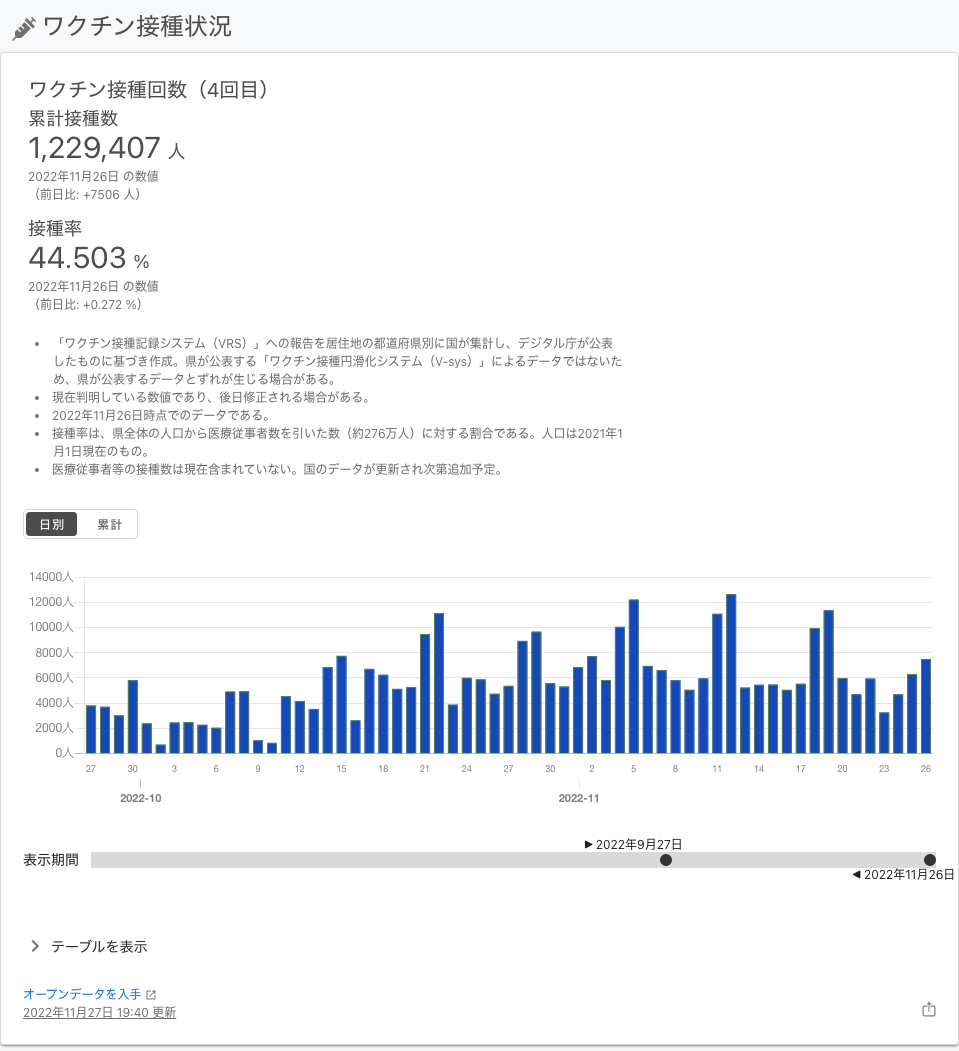 ワクチン接種状況
ワクチン接種回数（4回目）
累計接種数
1,229,407 人
2022年11月26日 の数値
（前日比: +7506 人）
接種率
44.503 %
2022年11月26日 の数値
（前日比: +0.272 %）
• 「ワクチン接種記録システム（VRS）」への報告を居住地の都道府県別に国が集計し、デジタル庁が公表
したものに基づき作成。県が公表する「ワクチン接種円滑化システム（V-sys）」によるデータではないた
め、県が公表するデータとずれが生じる場合がある。
• 現在判明している数値であり、後日修正される場合がある。
• 2022年11月26日時点でのデータである。
• 接種率は、県全体の人口から医療従事者数を引いた数（約276万人）に対する割合である。人口は2021年1
月1日現在のもの。
• 医療従事者等の接種数は現在含まれていない。国のデータが更新され次第追加予定。
日別 累計
14000人
12000人
10000人
8000人
6000人
4000人
2000人
0人
27 30 3 6 9 12 15 18 21 24 27 30 2 5 8 11 14 17 20 23 26
2022-10 2022-11
▶ 2022年9月27日
表示期間
◀ 2022年11月26日
テーブルを表示
オープンデータを入手
2022年11月27日 19:40 更新